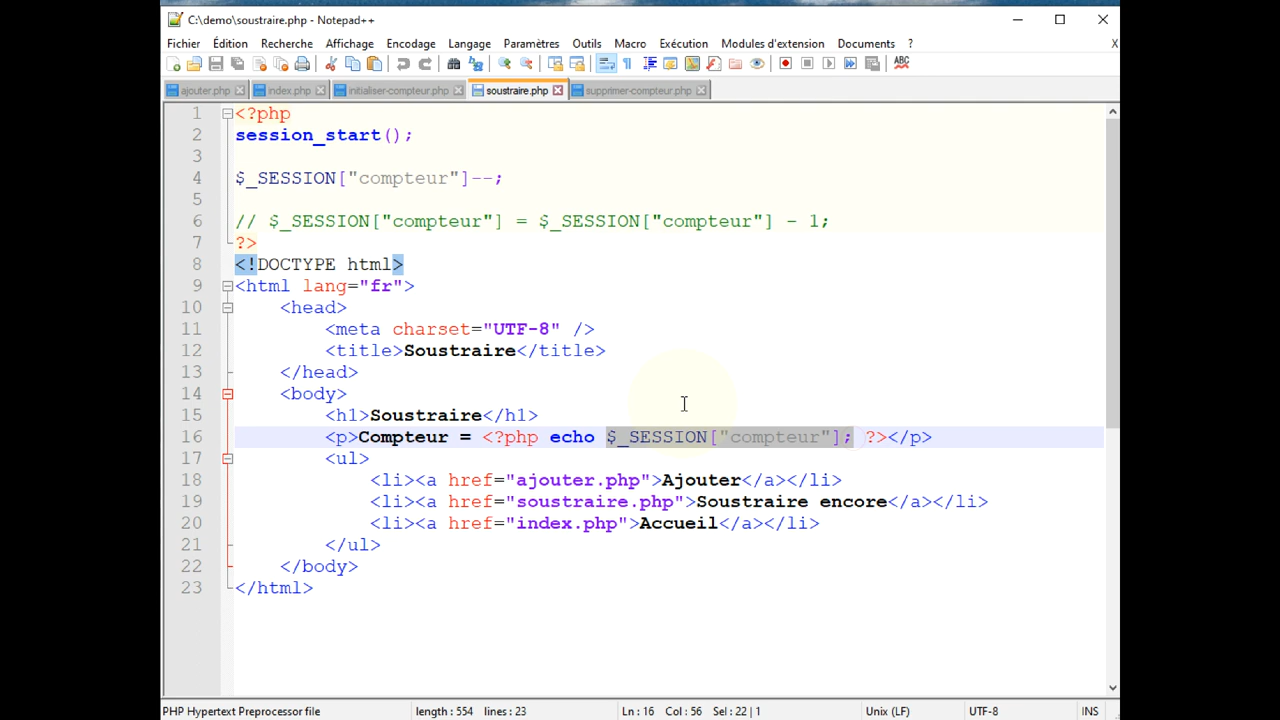 C:\demo\soustraire.php - Notepad++
Fichier Édition Recherche Affichage Encodage Langage Paramètres Outils Macro Exécution Modules d'extension Documents ? X
ABC
ajouter.php index.php initialiser-compteur.php soustraire.php supprimer-compteur.php
1 <?php
2 session_start();
3
4 $_SESSION["compteur"]--;
5
6 // $_SESSION["compteur"] = $_SESSION["compteur"] - 1;
7 ?>
8 <!DOCTYPE html>
9 <html lang="fr">
10 <head>
11 <meta charset="UTF-8" />
12 <title>Soustraire</title>
13 </head>
14 <body>
15 <h1>Soustraire</h1>
16 <p>Compteur = <?php echo $_SESSION["compteur"]; ?></p>
17 <ul>
18 <li><a href="ajouter.php">Ajouter</a></li>
19 <li><a href="soustraire.php">Soustraire encore</a></li>
20 <li><a href="index.php">Accueil</a></li>
21 </ul>
22 </body>
23 </html>
PHP Hypertext Preprocessor file length : 554 lines : 23 Ln : 16 Col : 56 Sel : 22 | 1 Unix (LF) UTF-8 INS